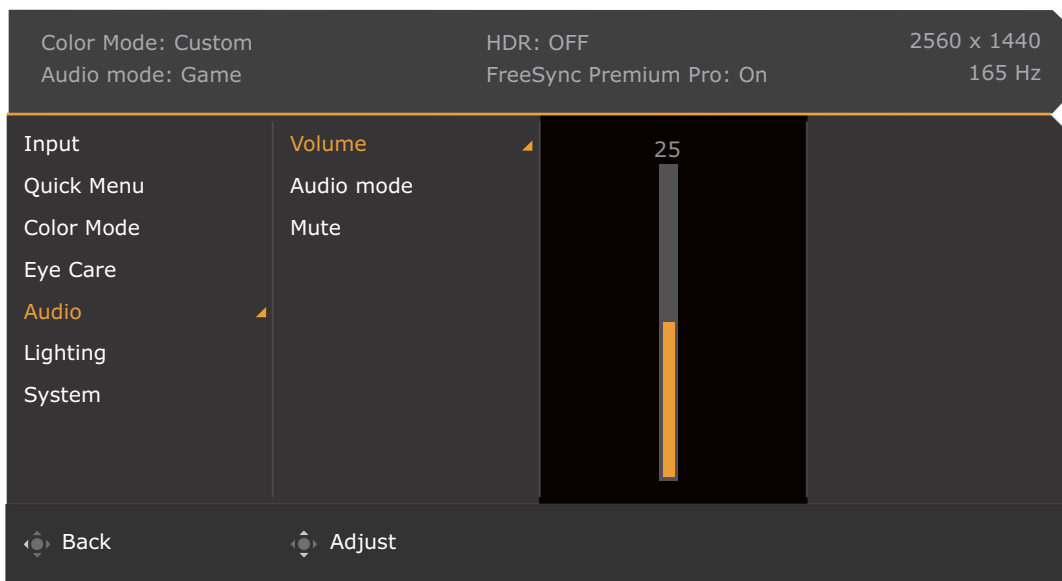 Color Mode: Custom
HDR: OFF
2560 x 1440
Audio mode: Game
FreeSync Premium Pro: On
165 Hz
Input
Quick Menu
Color Mode
Eye Care
Audio
Lighting
System
Volume
Audio mode
Mute
25
Back
Adjust